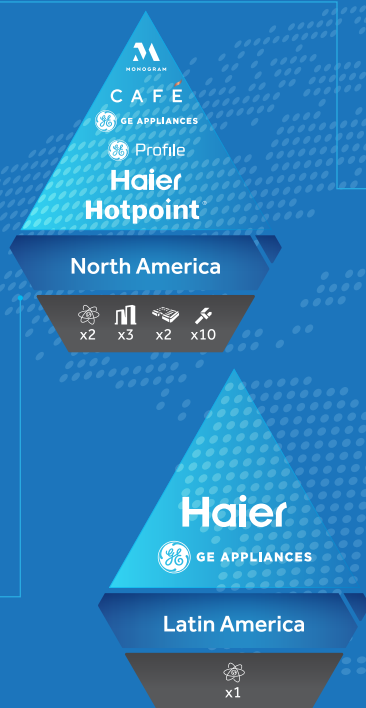 M
MONOGRAM
CAFÉ
GE APPLIANCES
Profile
Haier
Hotpoint
North America
x2 x3 x2 x10
Haier
GE APPLIANCES
Latin America
x1